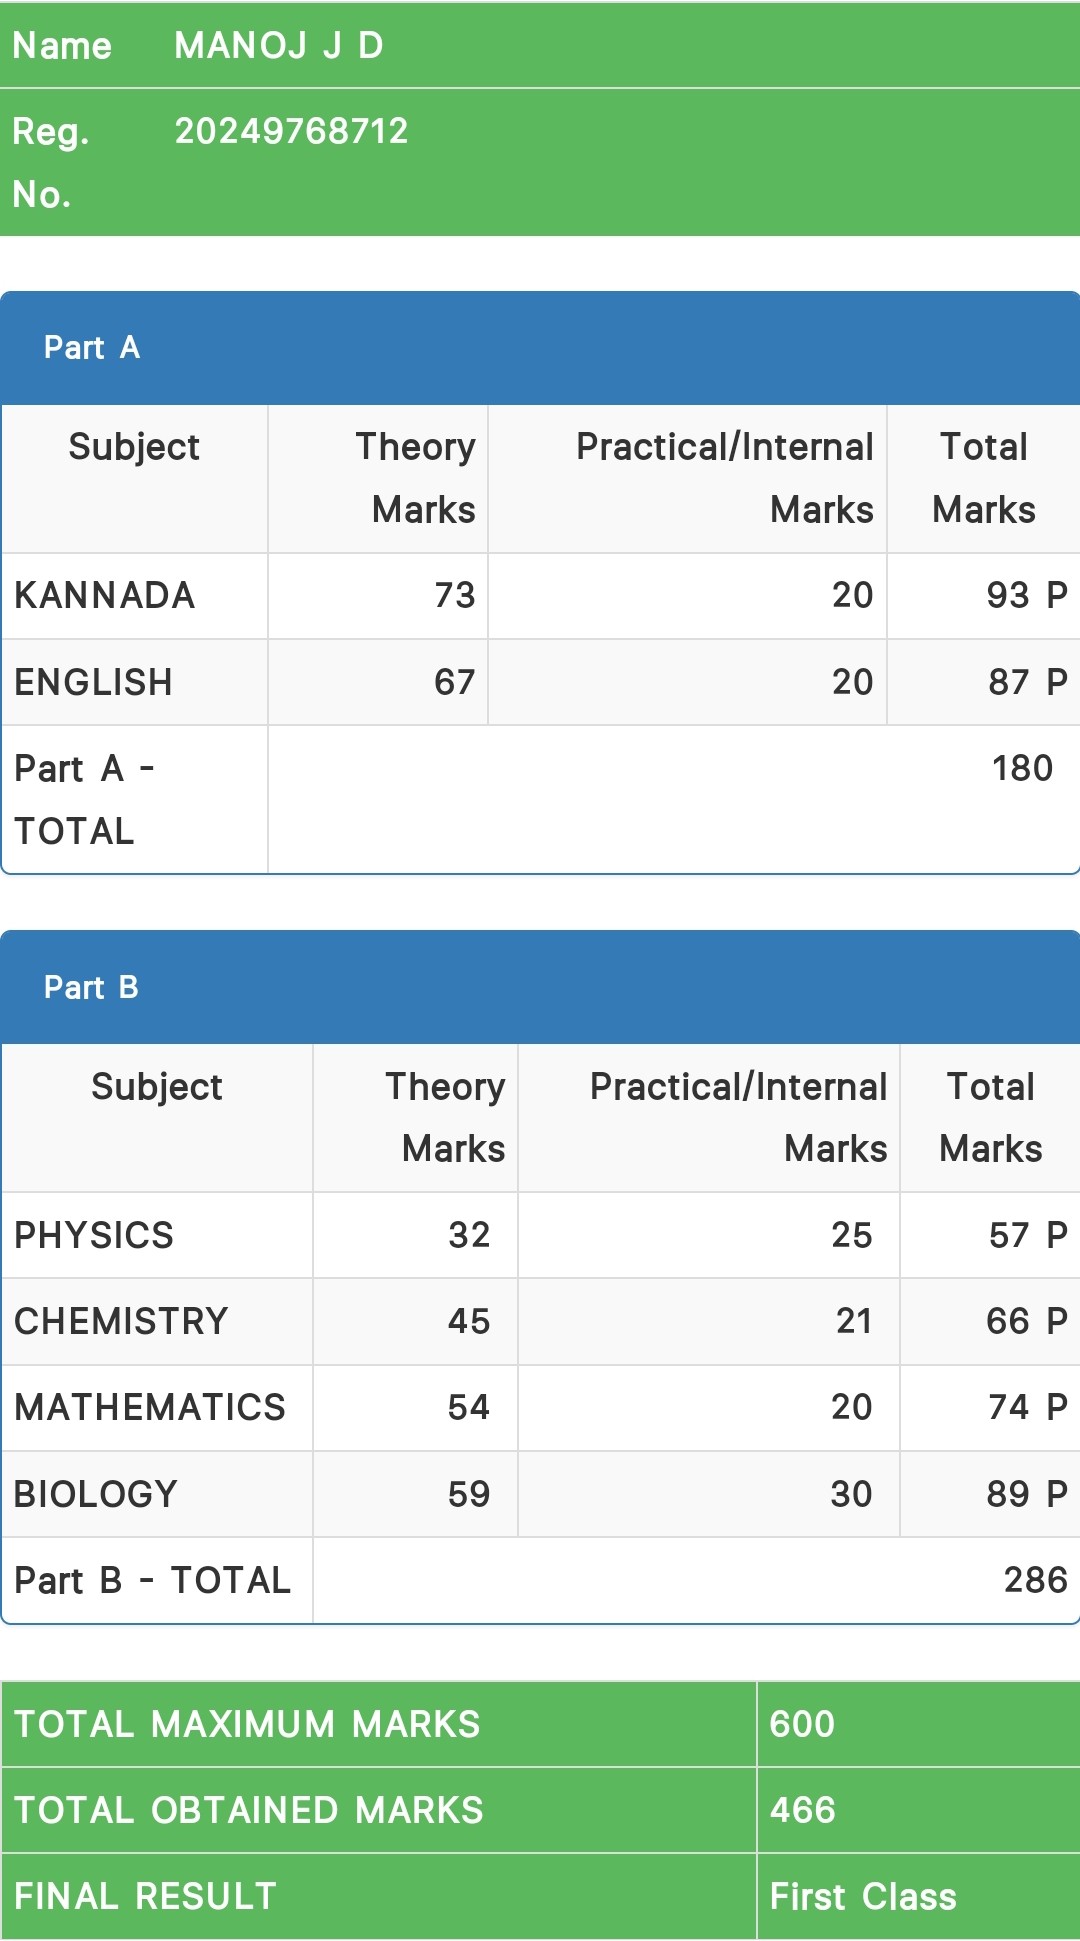 Name MANOJ J D
Reg. 20249768712
No.
Part A
Subject Theory Practical/Internal Total
Marks Marks Marks
KANNADA 73 20 93 P
ENGLISH 67 20 87 P
Part A - 180
TOTAL
Part B
Subject Theory Practical/Internal Total
Marks Marks Marks
PHYSICS 32 25 57 P
CHEMISTRY 45 21 66 P
MATHEMATICS 54 20 74 P
BIOLOGY 59 30 89 P
Part B - TOTAL 286
TOTAL MAXIMUM MARKS 600
TOTAL OBTAINED MARKS 466
FINAL RESULT First Class